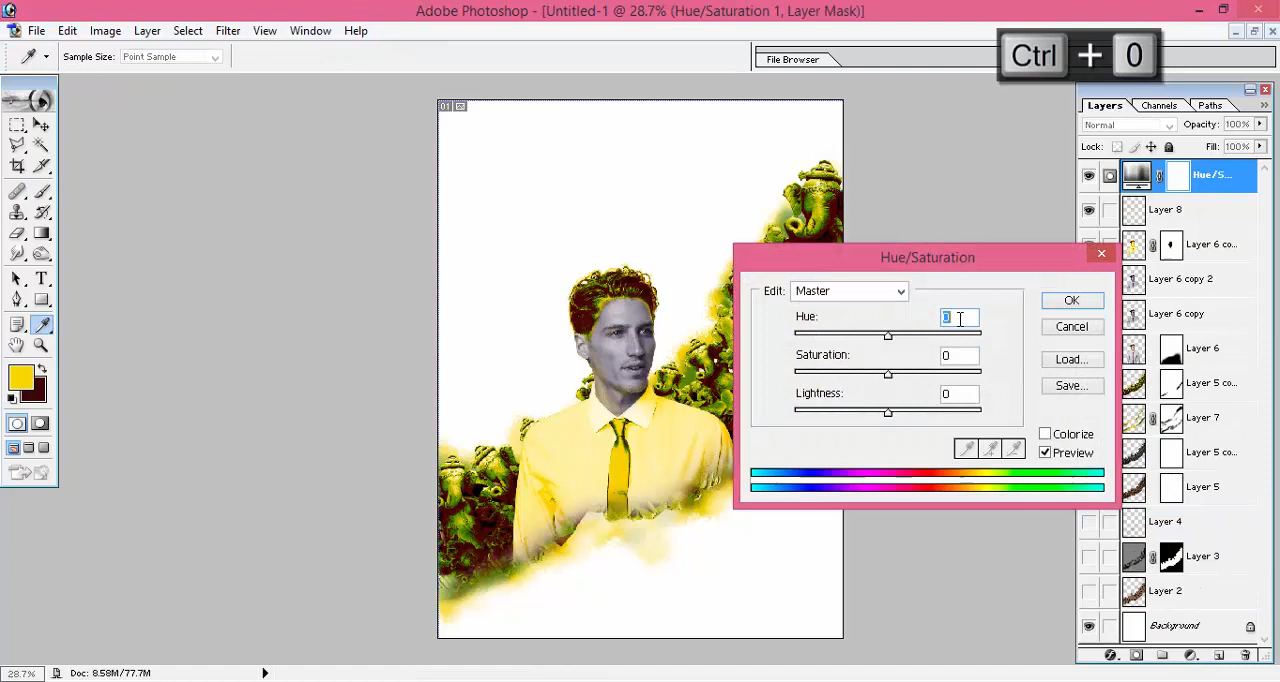 Adobe Photoshop - [Untitled-1 @ 28.7% (Hue/Saturation 1, Layer Mask)]
File Edit Image Layer Select Filter View Window Help
Sample Size: Point Sample
File Browser
Ctrl + 0
Layers Channels Paths
Normal Opacity: 100%
Lock: Fill: 100%
01
Hue/S...
Layer 8
Layer 6 co...
Layer 6 copy 2
Layer 6 copy
Layer 6
Layer 5 co...
Layer 7
Layer 5 co...
Layer 5
Layer 4
Layer 3
Layer 2
Background
Hue/Saturation
Edit: Master
Hue: 0
Saturation: 0
Lightness: 0
OK
Cancel
Load...
Save...
Colorize
Preview
28.7% Doc: 8.58M/77.7M